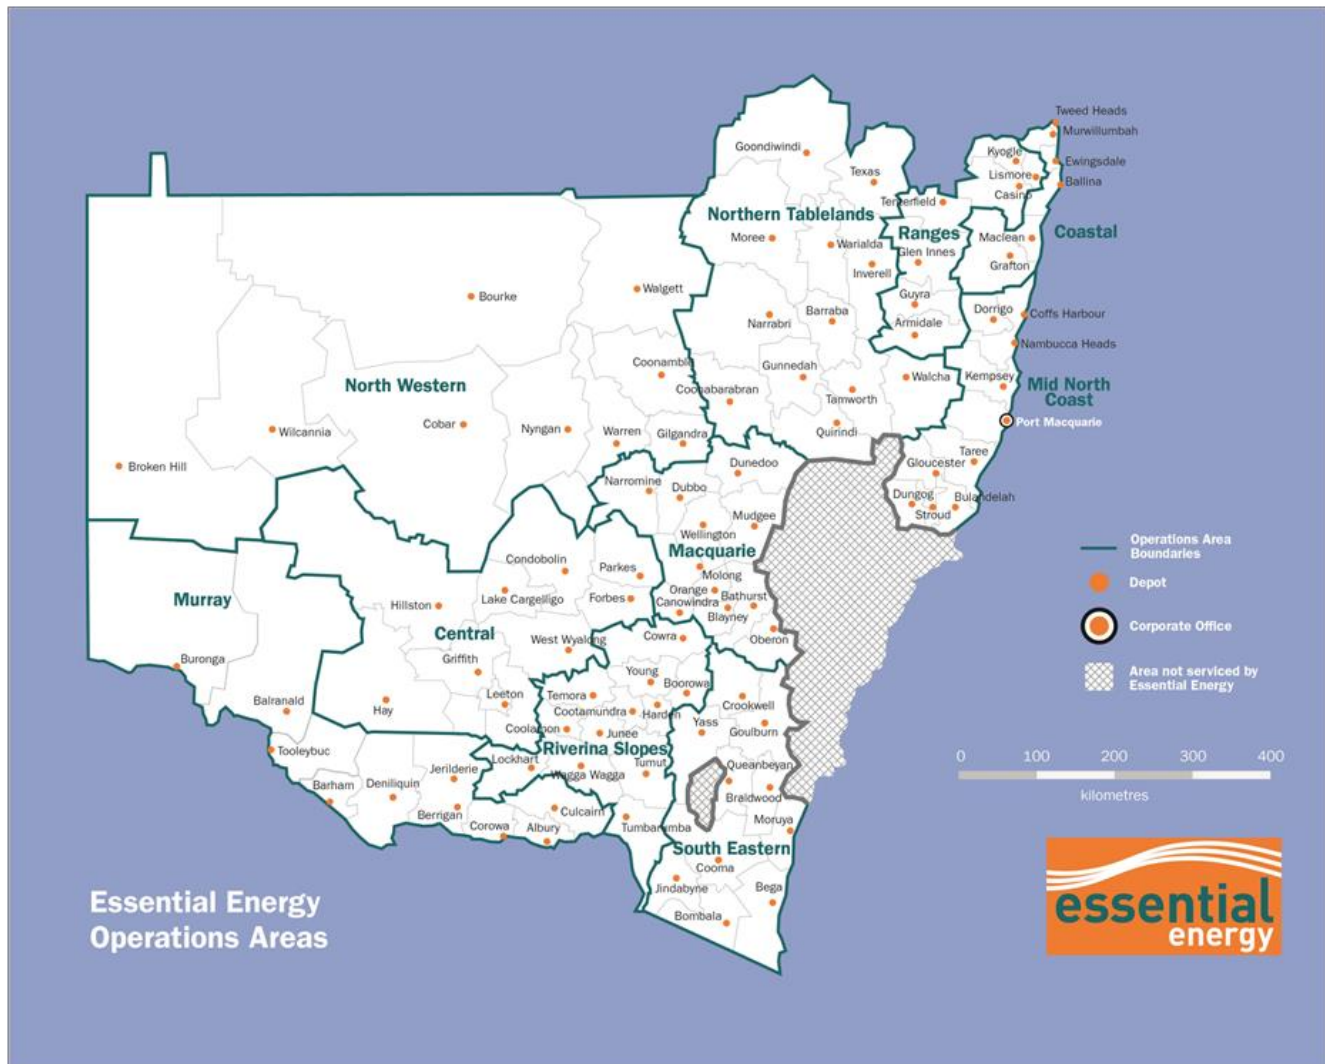 Tweed Heads
Murwillumbah
Goondiwindi
Kyogle
Ewingsdale
Texas
Lismore
Ballina
Casino
Tenterfield
Northern Tablelands
Ranges
Coastal
Moree
Warialda
Maclean
Glen Innes
Grafton
Inverell
Bourke
Walgett
Guyra
Barraba
Dorrigo
Coffs Harbour
Narrabri
Armidale
Nambucca Heads
Coonamble
Gunnedah
North Western
Coonabarabran
Walcha
Kempsey
Mid North
Coast
Tamworth
Cobar
Nyngan
Warren
Gilgandra
Quirindi
Port Macquarie
Wilcannia
Broken Hill
Dunedoo
Gloucester
Taree
Narromine
Dubbo
Dungog
Bulahdelah
Stroud
Mudgee
Wellington
Macquarie
Operations Area
Boundaries
Condobolin
Parkes
Molong
Depot
Murray
Hillston
Lake Cargelligo
Forbes
Orange
Bathurst
Canowindra
Blayney
Central
West Wyalong
Cowra
Oberon
Corporate Office
Buronga
Griffith
Young
Boorowa
Area not serviced by
Essential Energy
Balranald
Hay
Leeton
Temora
Cootamundra
Harden
Crookwell
Yass
Coolamon
Junee
Goulburn
Tooleybuc
Riverina Slopes
Lockhart
Wagga Wagga
Tumut
Queanbeyan
0 100 200 300 400
kilometres
Barham
Deniliquin
Jerilderie
Braidwood
Berrigan
Culcairn
Moruya
Corowa
Albury
Tumbarumba
South Eastern
Cooma
Jindabyne
Bega
Bombala
Essential Energy
Operations Areas
essential
energy